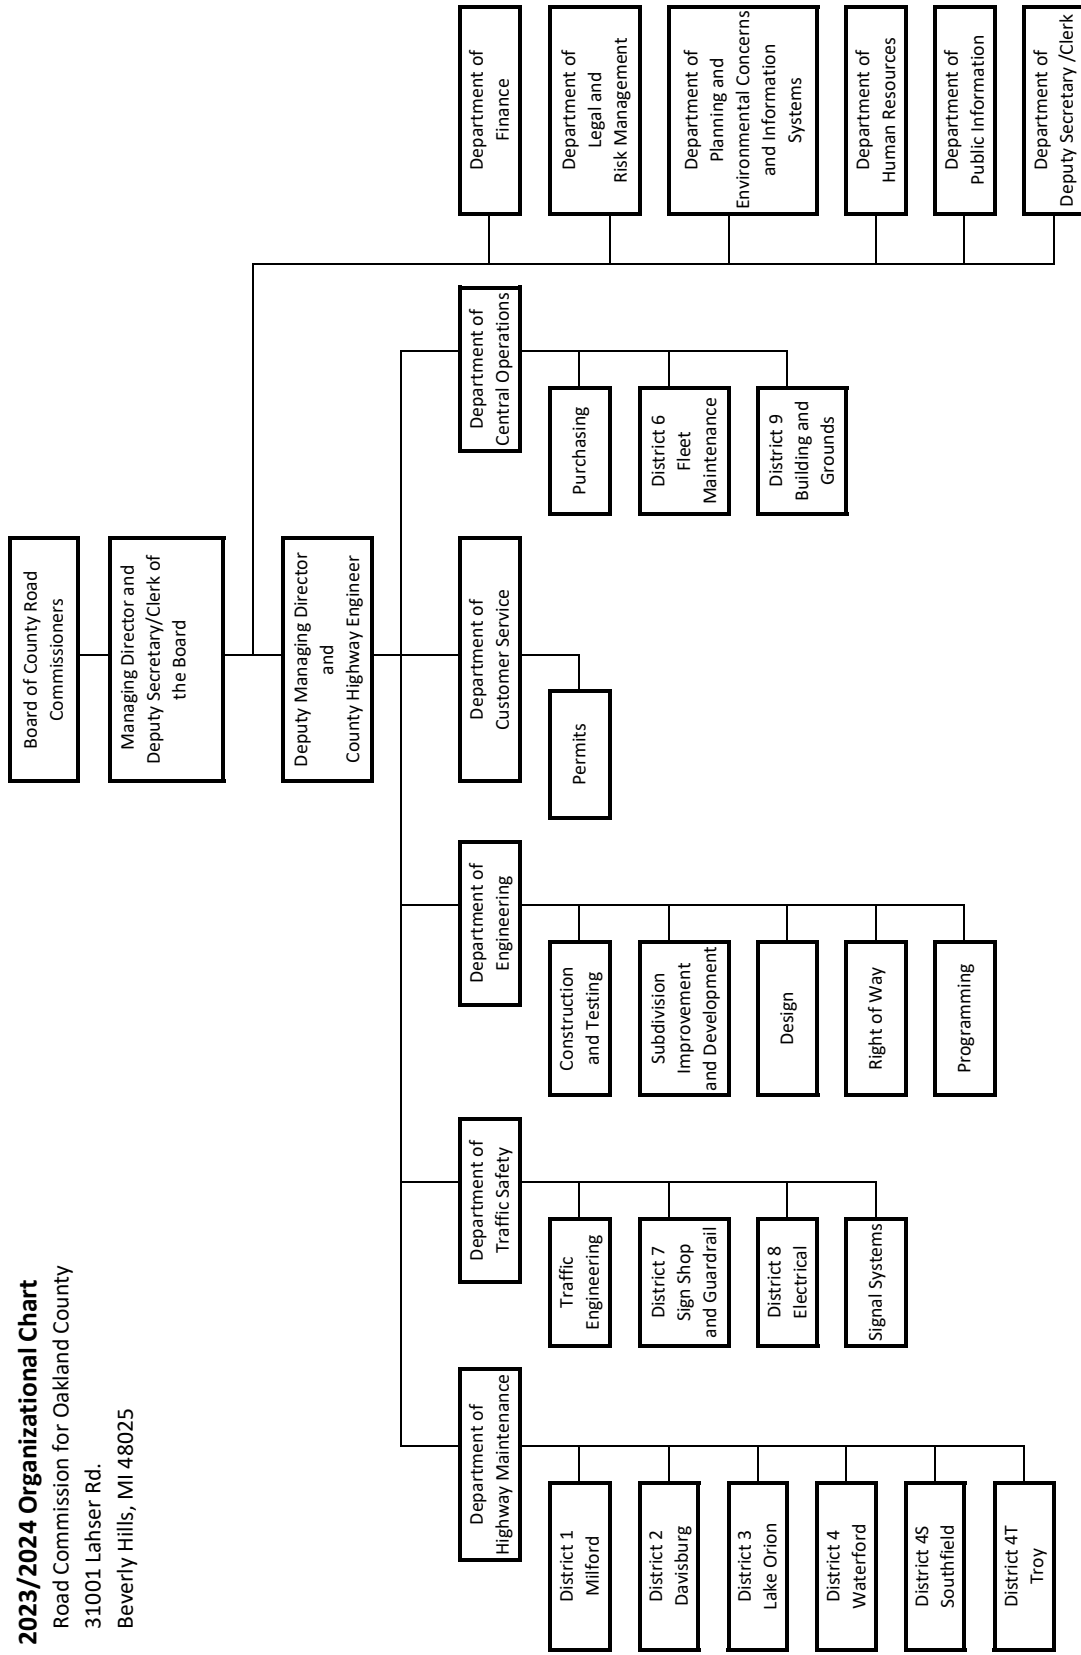 2023/2024 Organizational Chart
Road Commission for Oakland County
31001 Lahser Rd.
Beverly Hills, MI 48025
Board of County Road
Commissioners
Managing Director and
Deputy Secretary/Clerk of
the Board
Deputy Managing Director
and
County Highway Engineer
Department of
Highway Maintenance
District 1
Milford
District 2
Davisburg
District 3
Lake Orion
District 4
Waterford
District 4S
Southfield
District 4T
Troy
Department of
Traffic Safety
Traffic
Engineering
District 7
Sign Shop
and Guardrail
District 8
Electrical
Signal Systems
Department of
Engineering
Construction
and Testing
Subdivision
Improvement
and Development
Design
Right of Way
Programming
Department of
Customer Service
Permits
Department of
Central Operations
Purchasing
District 6
Fleet
Maintenance
District 9
Building and
Grounds
Department of
Finance
Department of
Legal and
Risk Management
Department of
Planning and
Environmental Concerns
and Information
Systems
Department of
Human Resources
Department of
Public Information
Department of
Deputy Secretary /Clerk